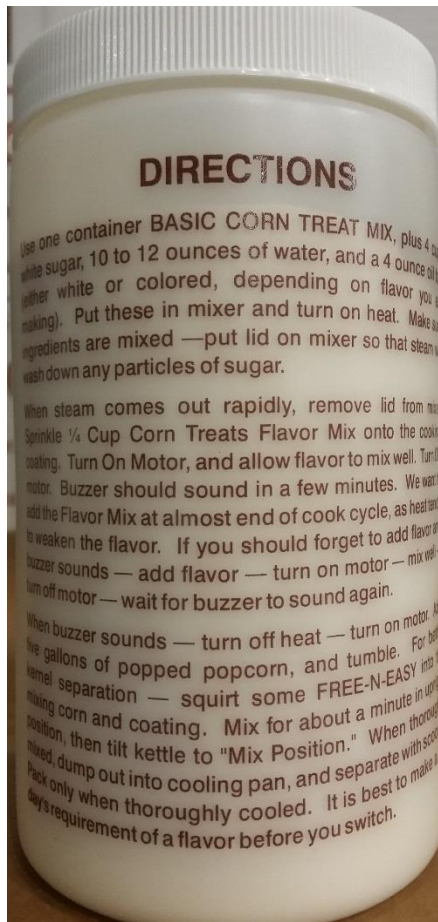 DIRECTIONS
Use one container BASIC CORN TREAT MIX, plus 4
white sugar, 10 to 12 ounces of water, and a 4 ounce oil
(either white or colored, depending on flavor you
making). Put these in mixer and turn on heat. Make
ingredients are mixed —put lid on mixer so that steam
wash down any particles of sugar.
When steam comes out rapidly, remove lid from
Sprinkle ¼ Cup Corn Treats Flavor Mix onto the
coating. Turn On Motor, and allow flavor to mix well. Turn
motor. Buzzer should sound in a few minutes. We
add the Flavor Mix at almost end of cook cycle, as heat
to weaken the flavor. If you should forget to add flavor
buzzer sounds — add flavor — turn on motor — mix well
turn off motor — wait for buzzer to sound again.
When buzzer sounds — turn off heat — turn on motor.
five gallons of popped popcorn, and tumble. For
kernel separation — squirt some FREE-N-EASY into
mixing corn and coating. Mix for about a minute in
position, then tilt kettle to "Mix Position." When
mixed, dump out into cooling pan, and separate with
Pack only when thoroughly cooled. It is best to make
day's requirement of a flavor before you switch.